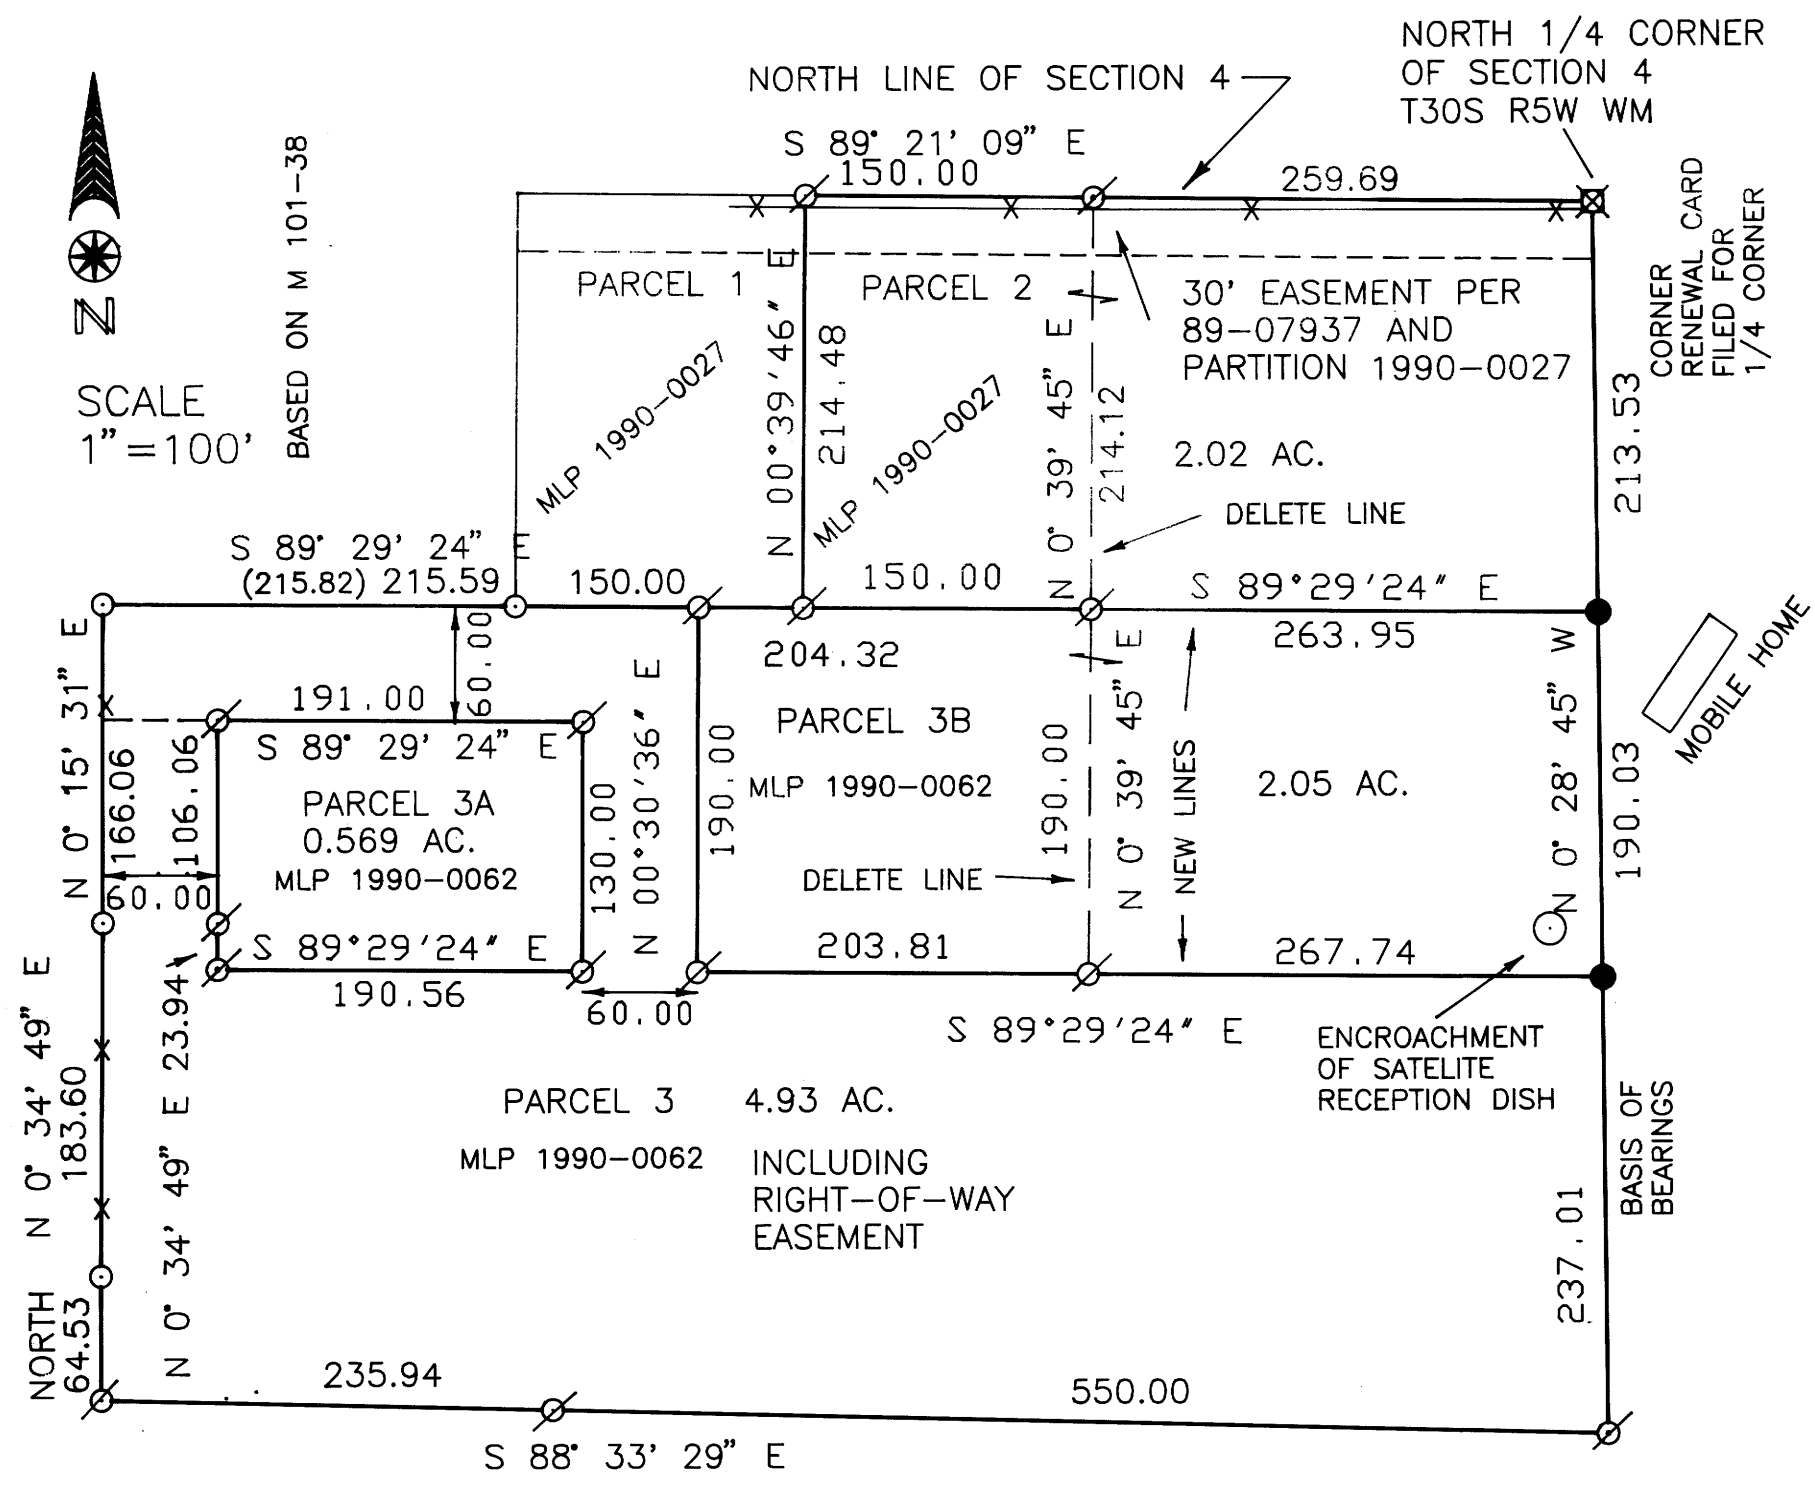 NORTH 1/4 CORNER
OF SECTION 4
T30S R5W WM
NORTH LINE OF SECTION 4
S 89° 21' 09" E
150.00
259.69
N
SCALE
1"=100'
BASED ON M 101-38
CORNER
RENEWAL CARD
FILED FOR
1/4 CORNER
PARCEL 1
MLP 1990-0027
N 00°39'46" E
214.48
PARCEL 2
MLP 1990-0027
N 0° 39' 45" E
214.12
30' EASEMENT PER
89-07937 AND
PARTITION 1990-0027
2.02 AC.
DELETE LINE
213.53
S 89° 29' 24" E
(215.82) 215.59
150.00
150.00
S 89°29'24" E
263.95
204.32
60.00
N 0° 15' 31" E
166.06
106.06
60.00
191.00
S 89° 29' 24" E
PARCEL 3A
0.569 AC.
MLP 1990-0062
130.00
N 00°30'36" E
190.00
PARCEL 3B
MLP 1990-0062
DELETE LINE
190.00
N 0° 39' 45" E
NEW LINES
2.05 AC.
N 0° 28' 45" W
190.03
MOBILE HOME
S 89°29'24" E
190.56
60.00
203.81
267.74
S 89°29'24" E
ENCROACHMENT
OF SATELITE
RECEPTION DISH
N 0° 34' 49" E
183.60
N 0° 34' 49" E 23.94
PARCEL 3 4.93 AC.
MLP 1990-0062
INCLUDING
RIGHT-OF-WAY
EASEMENT
BASIS OF
BEARINGS
237.01
NORTH
64.53
235.94
550.00
S 88° 33' 29" E